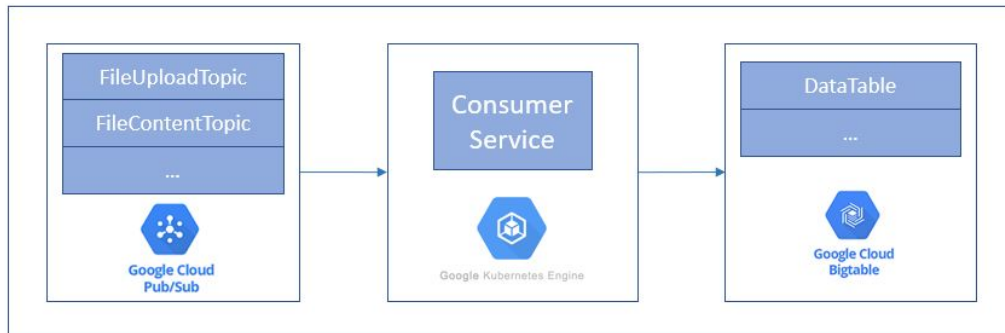 FileUploadTopic
FileContentTopic
...
Google Cloud
Pub/Sub
Consumer
Service
Google Kubernetes Engine
DataTable
...
Google Cloud
Bigtable